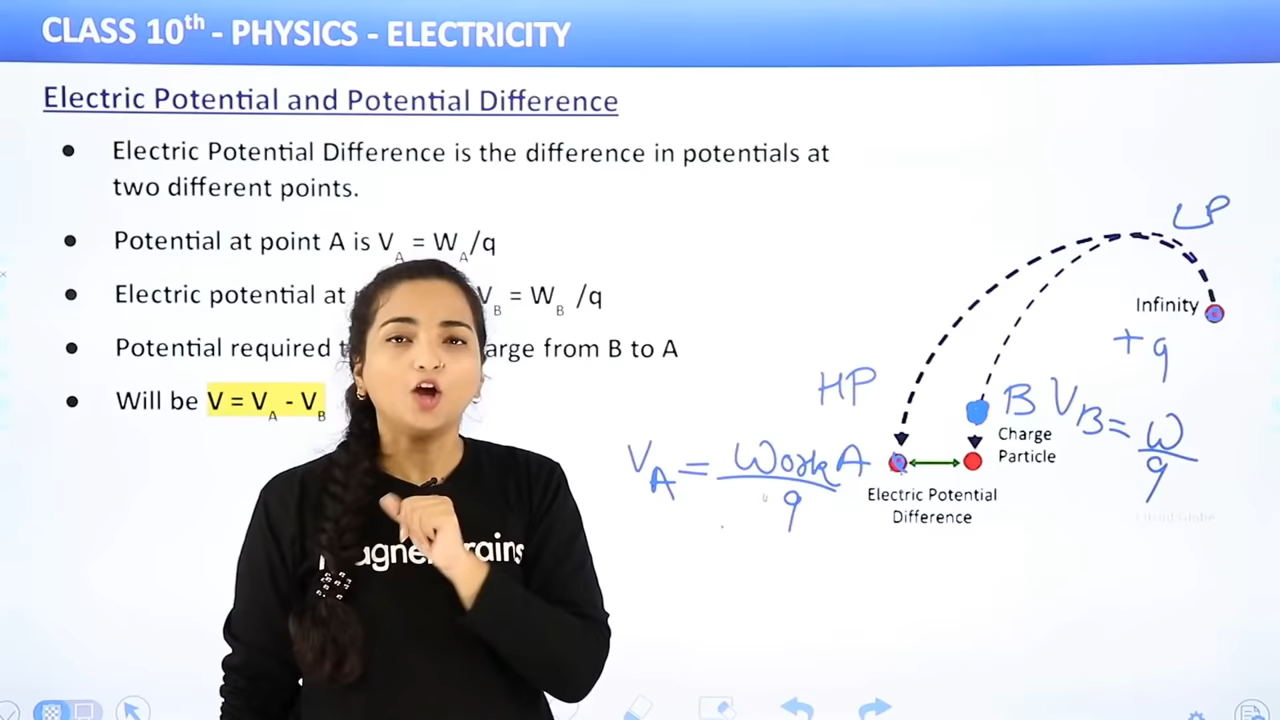 CLASS 10th - PHYSICS - ELECTRICITY
Electric Potential and Potential Difference
• Electric Potential Difference is the difference in potentials at
two different points.
• Potential at point A is VA = WA/q
• Electric potential at VB = WB /q
• Potential required arge from B to A
• Will be V = VA - VB
LP
Infinity
+q
HP
B VB = W/q
Charge
Particle
VA = Work A/q
Electric Potential
Difference
magne rains